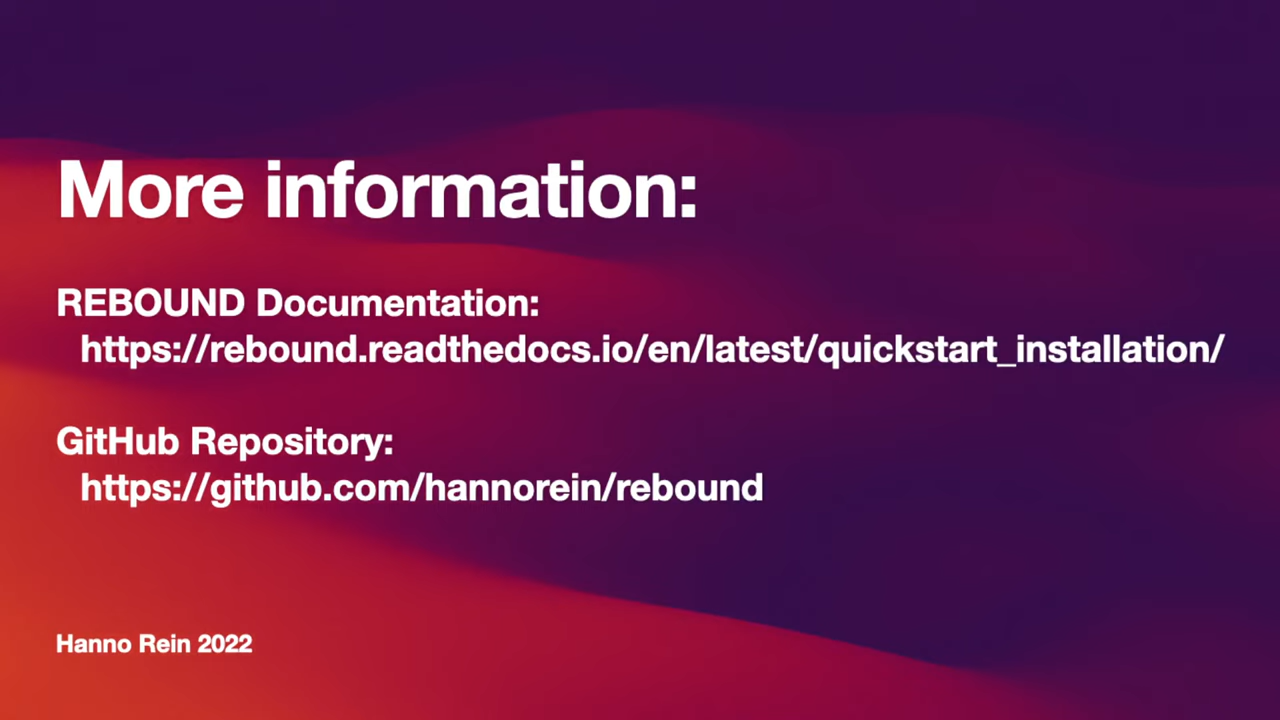 More information:
REBOUND Documentation:
https://rebound.readthedocs.io/en/latest/quickstart_installation/
GitHub Repository:
https://github.com/hannorein/rebound
Hanno Rein 2022